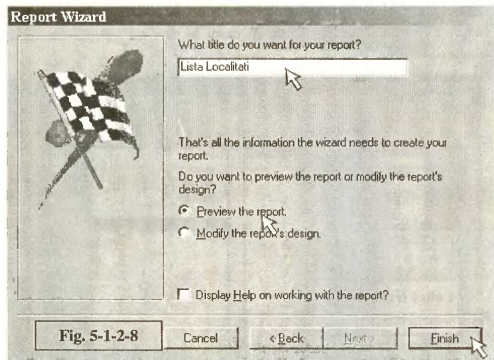 Report Wizard
What title do you want for your report?
Lista Localitati
That's all the information the wizard needs to create your
report.
Do you want to preview the report or modify the report's
design?
Preview the report.
Modify the report's design.
Display Help on working with the report?
Fig. 5-1-2-8
Cancel
< Back
Next >
Finish